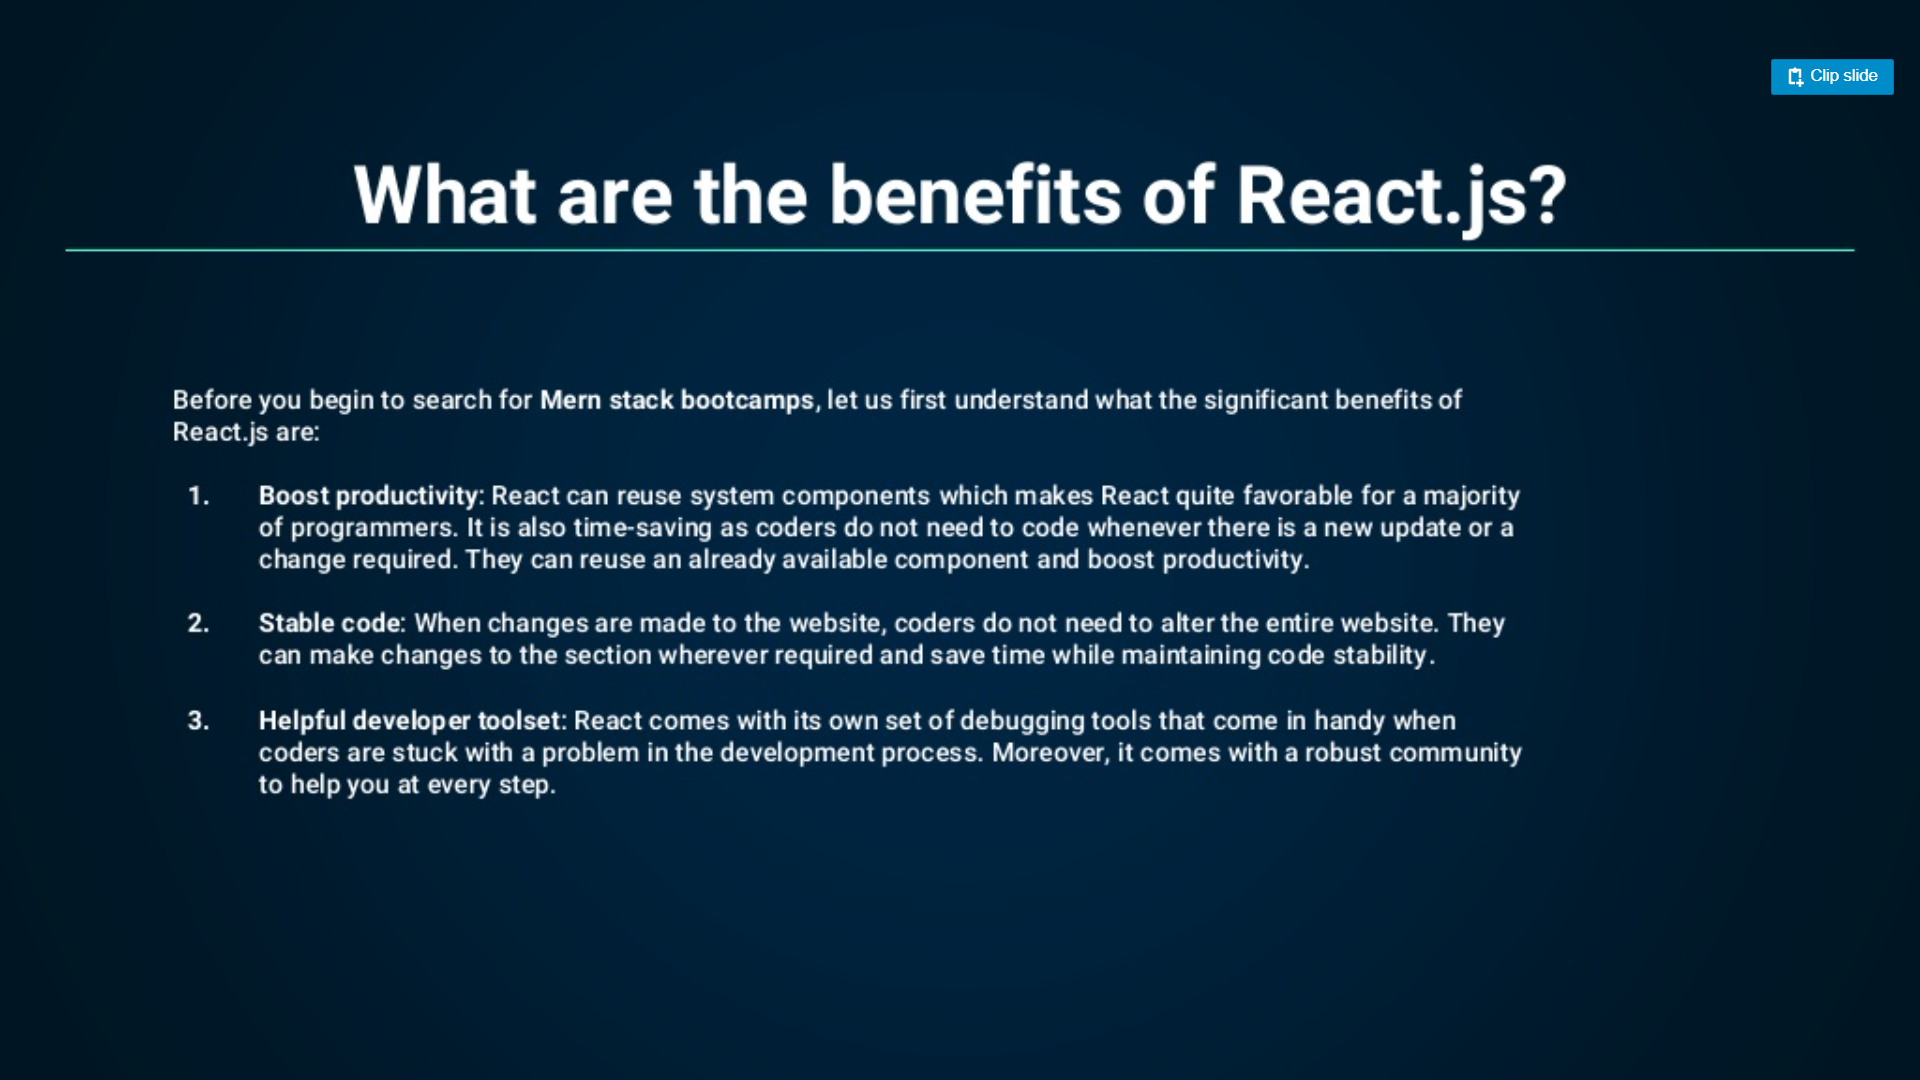 Clip slide
What are the benefits of React.js?
Before you begin to search for Mern stack bootcamps, let us first understand what the significant benefits of
React.js are:
1. Boost productivity: React can reuse system components which makes React quite favorable for a majority
of programmers. It is also time-saving as coders do not need to code whenever there is a new update or a
change required. They can reuse an already available component and boost productivity.
2. Stable code: When changes are made to the website, coders do not need to alter the entire website. They
can make changes to the section wherever required and save time while maintaining code stability.
3. Helpful developer toolset: React comes with its own set of debugging tools that come in handy when
coders are stuck with a problem in the development process. Moreover, it comes with a robust community
to help you at every step.